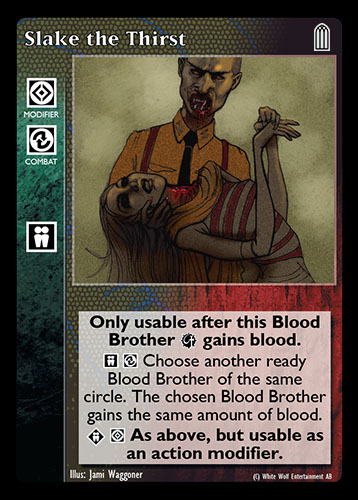 Slake the Thirst
MODIFIER
COMBAT
Only usable after this Blood
Brother gains blood.
Choose another ready
Blood Brother of the same
circle. The chosen Blood Brother
gains the same amount of blood.
As above, but usable as
an action modifier.
Illus: Jami Waggoner
(C) White Wolf Entertainment AB